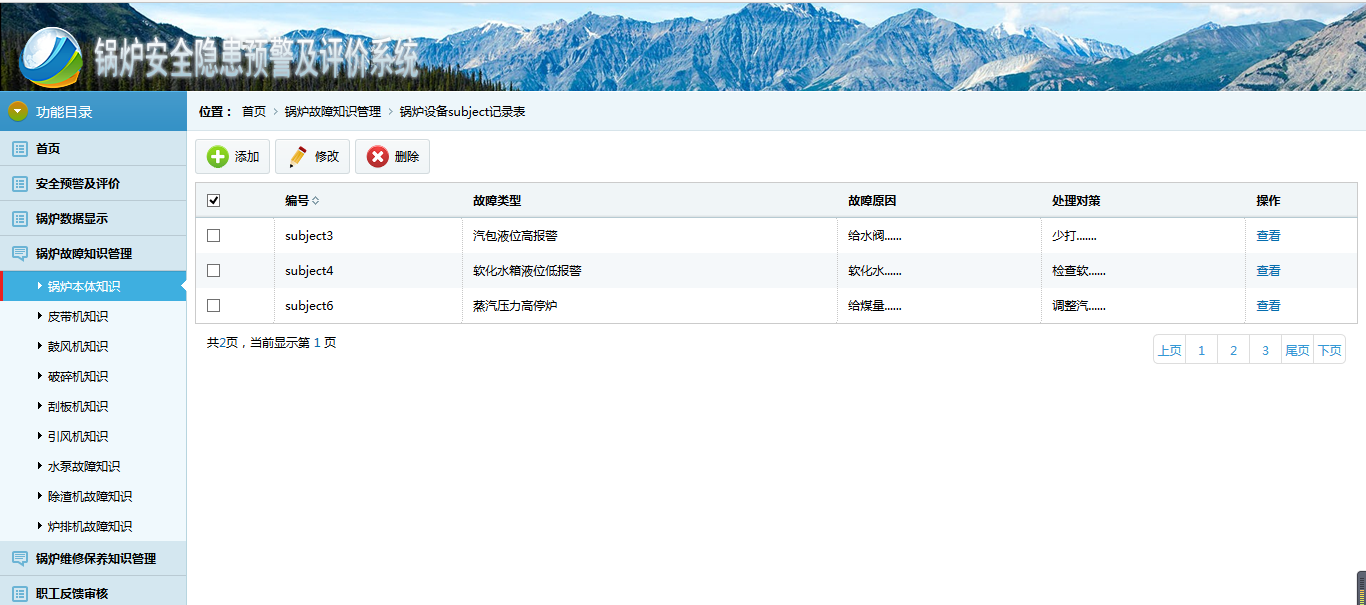 锅炉安全隐患预警及评价系统
功能目录
位置： 首页 › 锅炉故障知识管理 › 锅炉设备subject记录表
首页
安全预警及评价
锅炉数据显示
锅炉故障知识管理
锅炉本体知识
皮带机知识
鼓风机知识
破碎机知识
刮板机知识
引风机知识
水泵故障知识
除渣机故障知识
炉排机故障知识
锅炉维修保养知识管理
职工反馈审核
添加 修改 删除
编号 故障类型 故障原因 处理对策 操作
subject3 汽包液位高报警 给水阀...... 少打....... 查看
subject4 软化水箱液位低报警 软化水...... 检查软...... 查看
subject6 蒸汽压力高停炉 给煤量...... 调整汽...... 查看
共2页，当前显示第 1 页
上页 1 2 3 尾页 下页